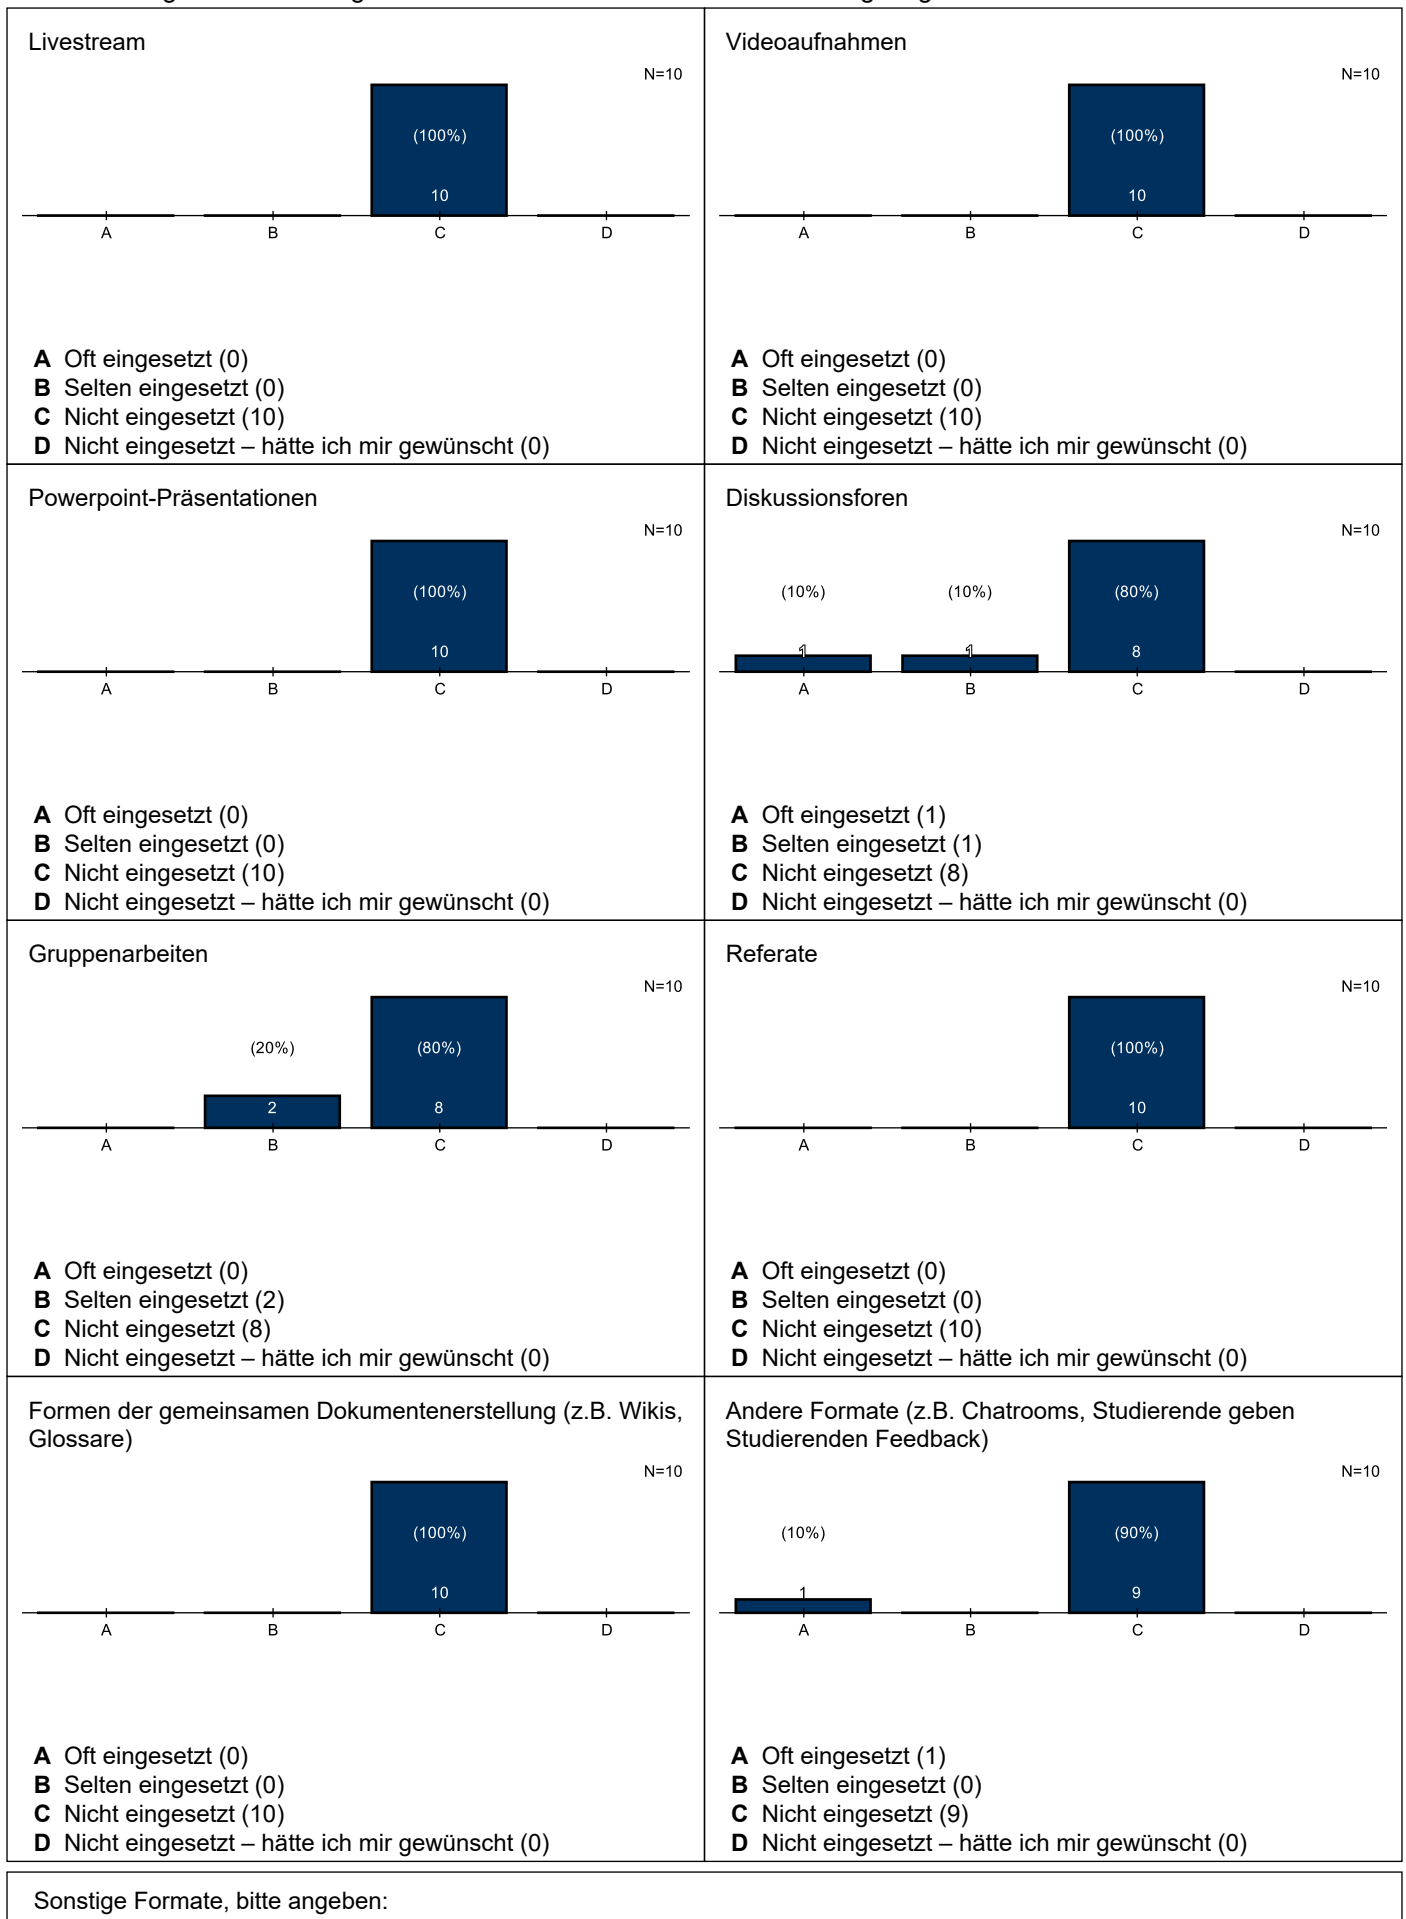 Livestream
N=10
(100%)
10
A B C D
A Oft eingesetzt (0)
B Selten eingesetzt (0)
C Nicht eingesetzt (10)
D Nicht eingesetzt – hätte ich mir gewünscht (0)
Videoaufnahmen
N=10
(100%)
10
A B C D
A Oft eingesetzt (0)
B Selten eingesetzt (0)
C Nicht eingesetzt (10)
D Nicht eingesetzt – hätte ich mir gewünscht (0)
Powerpoint-Präsentationen
N=10
(100%)
10
A B C D
A Oft eingesetzt (0)
B Selten eingesetzt (0)
C Nicht eingesetzt (10)
D Nicht eingesetzt – hätte ich mir gewünscht (0)
Diskussionsforen
N=10
(10%) (10%) (80%)
1 1 8
A B C D
A Oft eingesetzt (1)
B Selten eingesetzt (1)
C Nicht eingesetzt (8)
D Nicht eingesetzt – hätte ich mir gewünscht (0)
Gruppenarbeiten
N=10
(20%) (80%)
2 8
A B C D
A Oft eingesetzt (0)
B Selten eingesetzt (2)
C Nicht eingesetzt (8)
D Nicht eingesetzt – hätte ich mir gewünscht (0)
Referate
N=10
(100%)
10
A B C D
A Oft eingesetzt (0)
B Selten eingesetzt (0)
C Nicht eingesetzt (10)
D Nicht eingesetzt – hätte ich mir gewünscht (0)
Formen der gemeinsamen Dokumentenerstellung (z.B. Wikis,
Glossare)
N=10
(100%)
10
A B C D
A Oft eingesetzt (0)
B Selten eingesetzt (0)
C Nicht eingesetzt (10)
D Nicht eingesetzt – hätte ich mir gewünscht (0)
Andere Formate (z.B. Chatrooms, Studierende geben
Studierenden Feedback)
N=10
(10%) (90%)
1 9
A B C D
A Oft eingesetzt (1)
B Selten eingesetzt (0)
C Nicht eingesetzt (9)
D Nicht eingesetzt – hätte ich mir gewünscht (0)
Sonstige Formate, bitte angeben: